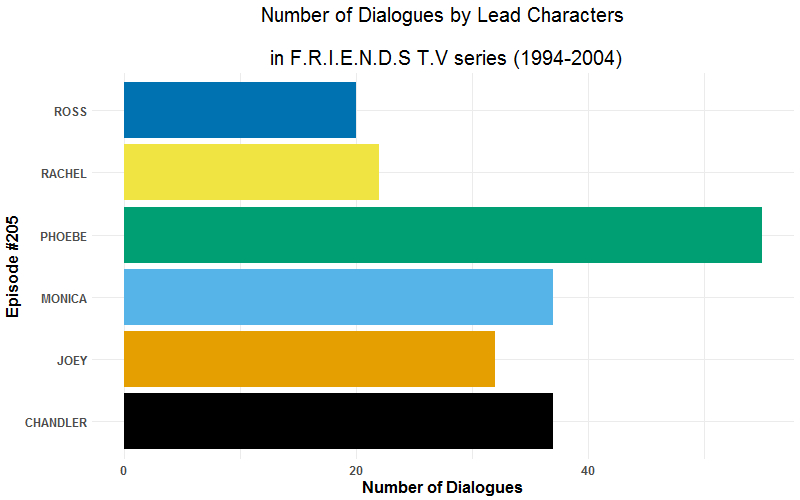 Number of Dialogues by Lead Characters
in F.R.I.E.N.D.S T.V series (1994-2004)
Episode #205
ROSS
RACHEL
PHOEBE
MONICA
JOEY
CHANDLER
0 20 40
Number of Dialogues